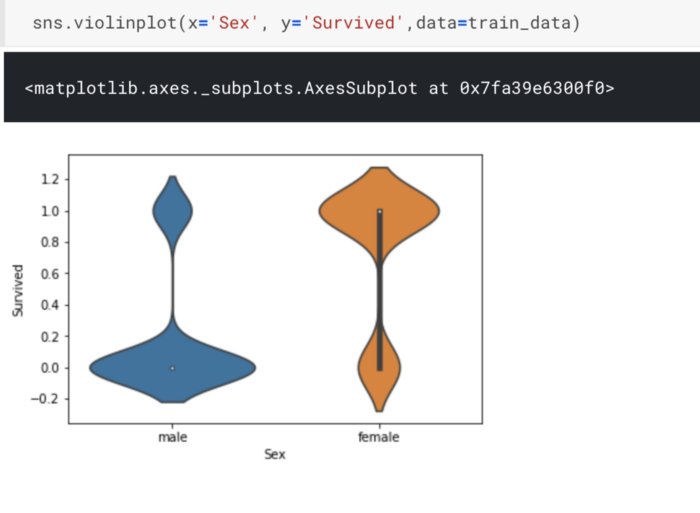 sns.violinplot(x='Sex', y='Survived',data=train_data)
<matplotlib.axes._subplots.AxesSubplot at 0x7fa39e6300f0>
1.2
1.0
0.8
0.6
0.4
0.2
0.0
−0.2
Survived
male
female
Sex